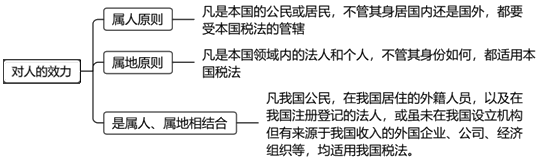 对人的效力
属人原则
凡是本国的公民或居民，不管其身居国内还是国外，都要
受本国税法的管辖
属地原则
凡是本国领域内的法人和个人，不管其身份如何，都适用本
国税法
是属人、属地相结合
凡我国公民，在我国居住的外籍人员，以及在
我国注册登记的法人，或虽未在我国设立机构
但有来源于我国收入的外国企业、公司、经济
组织等，均适用我国税法。